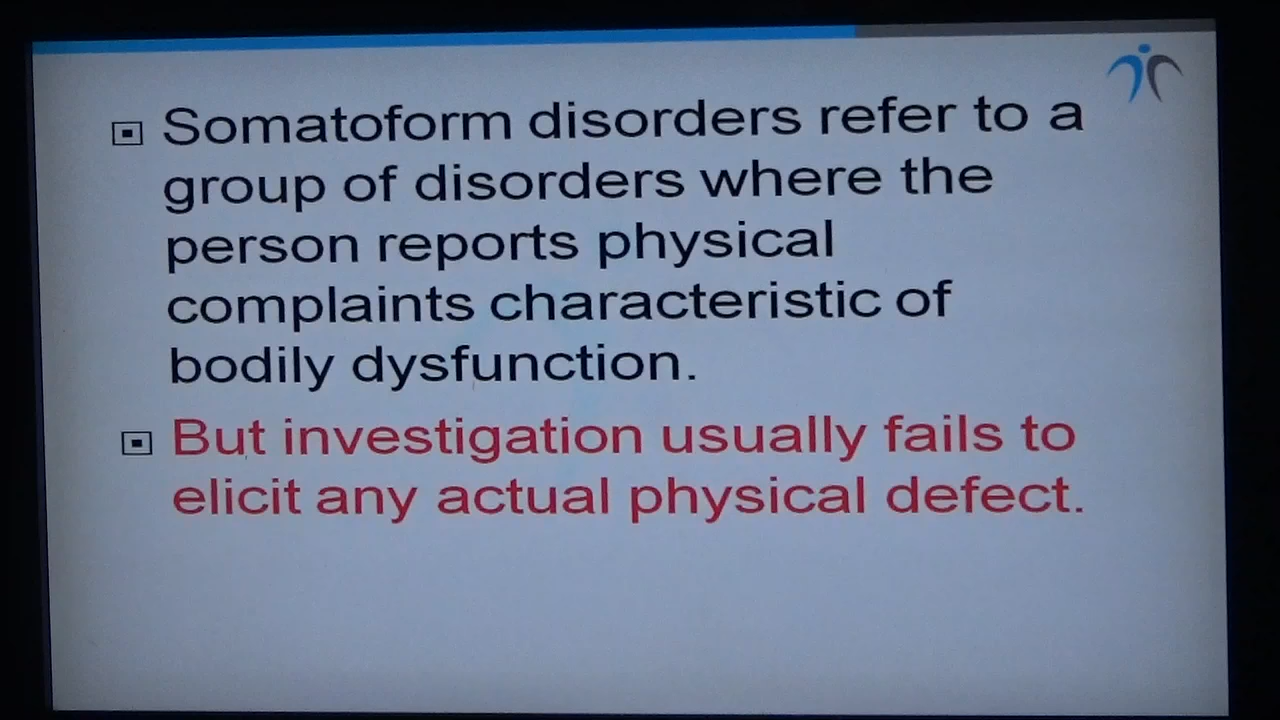 Somatoform disorders refer to a
group of disorders where the
person reports physical
complaints characteristic of
bodily dysfunction.
But investigation usually fails to
elicit any actual physical defect.